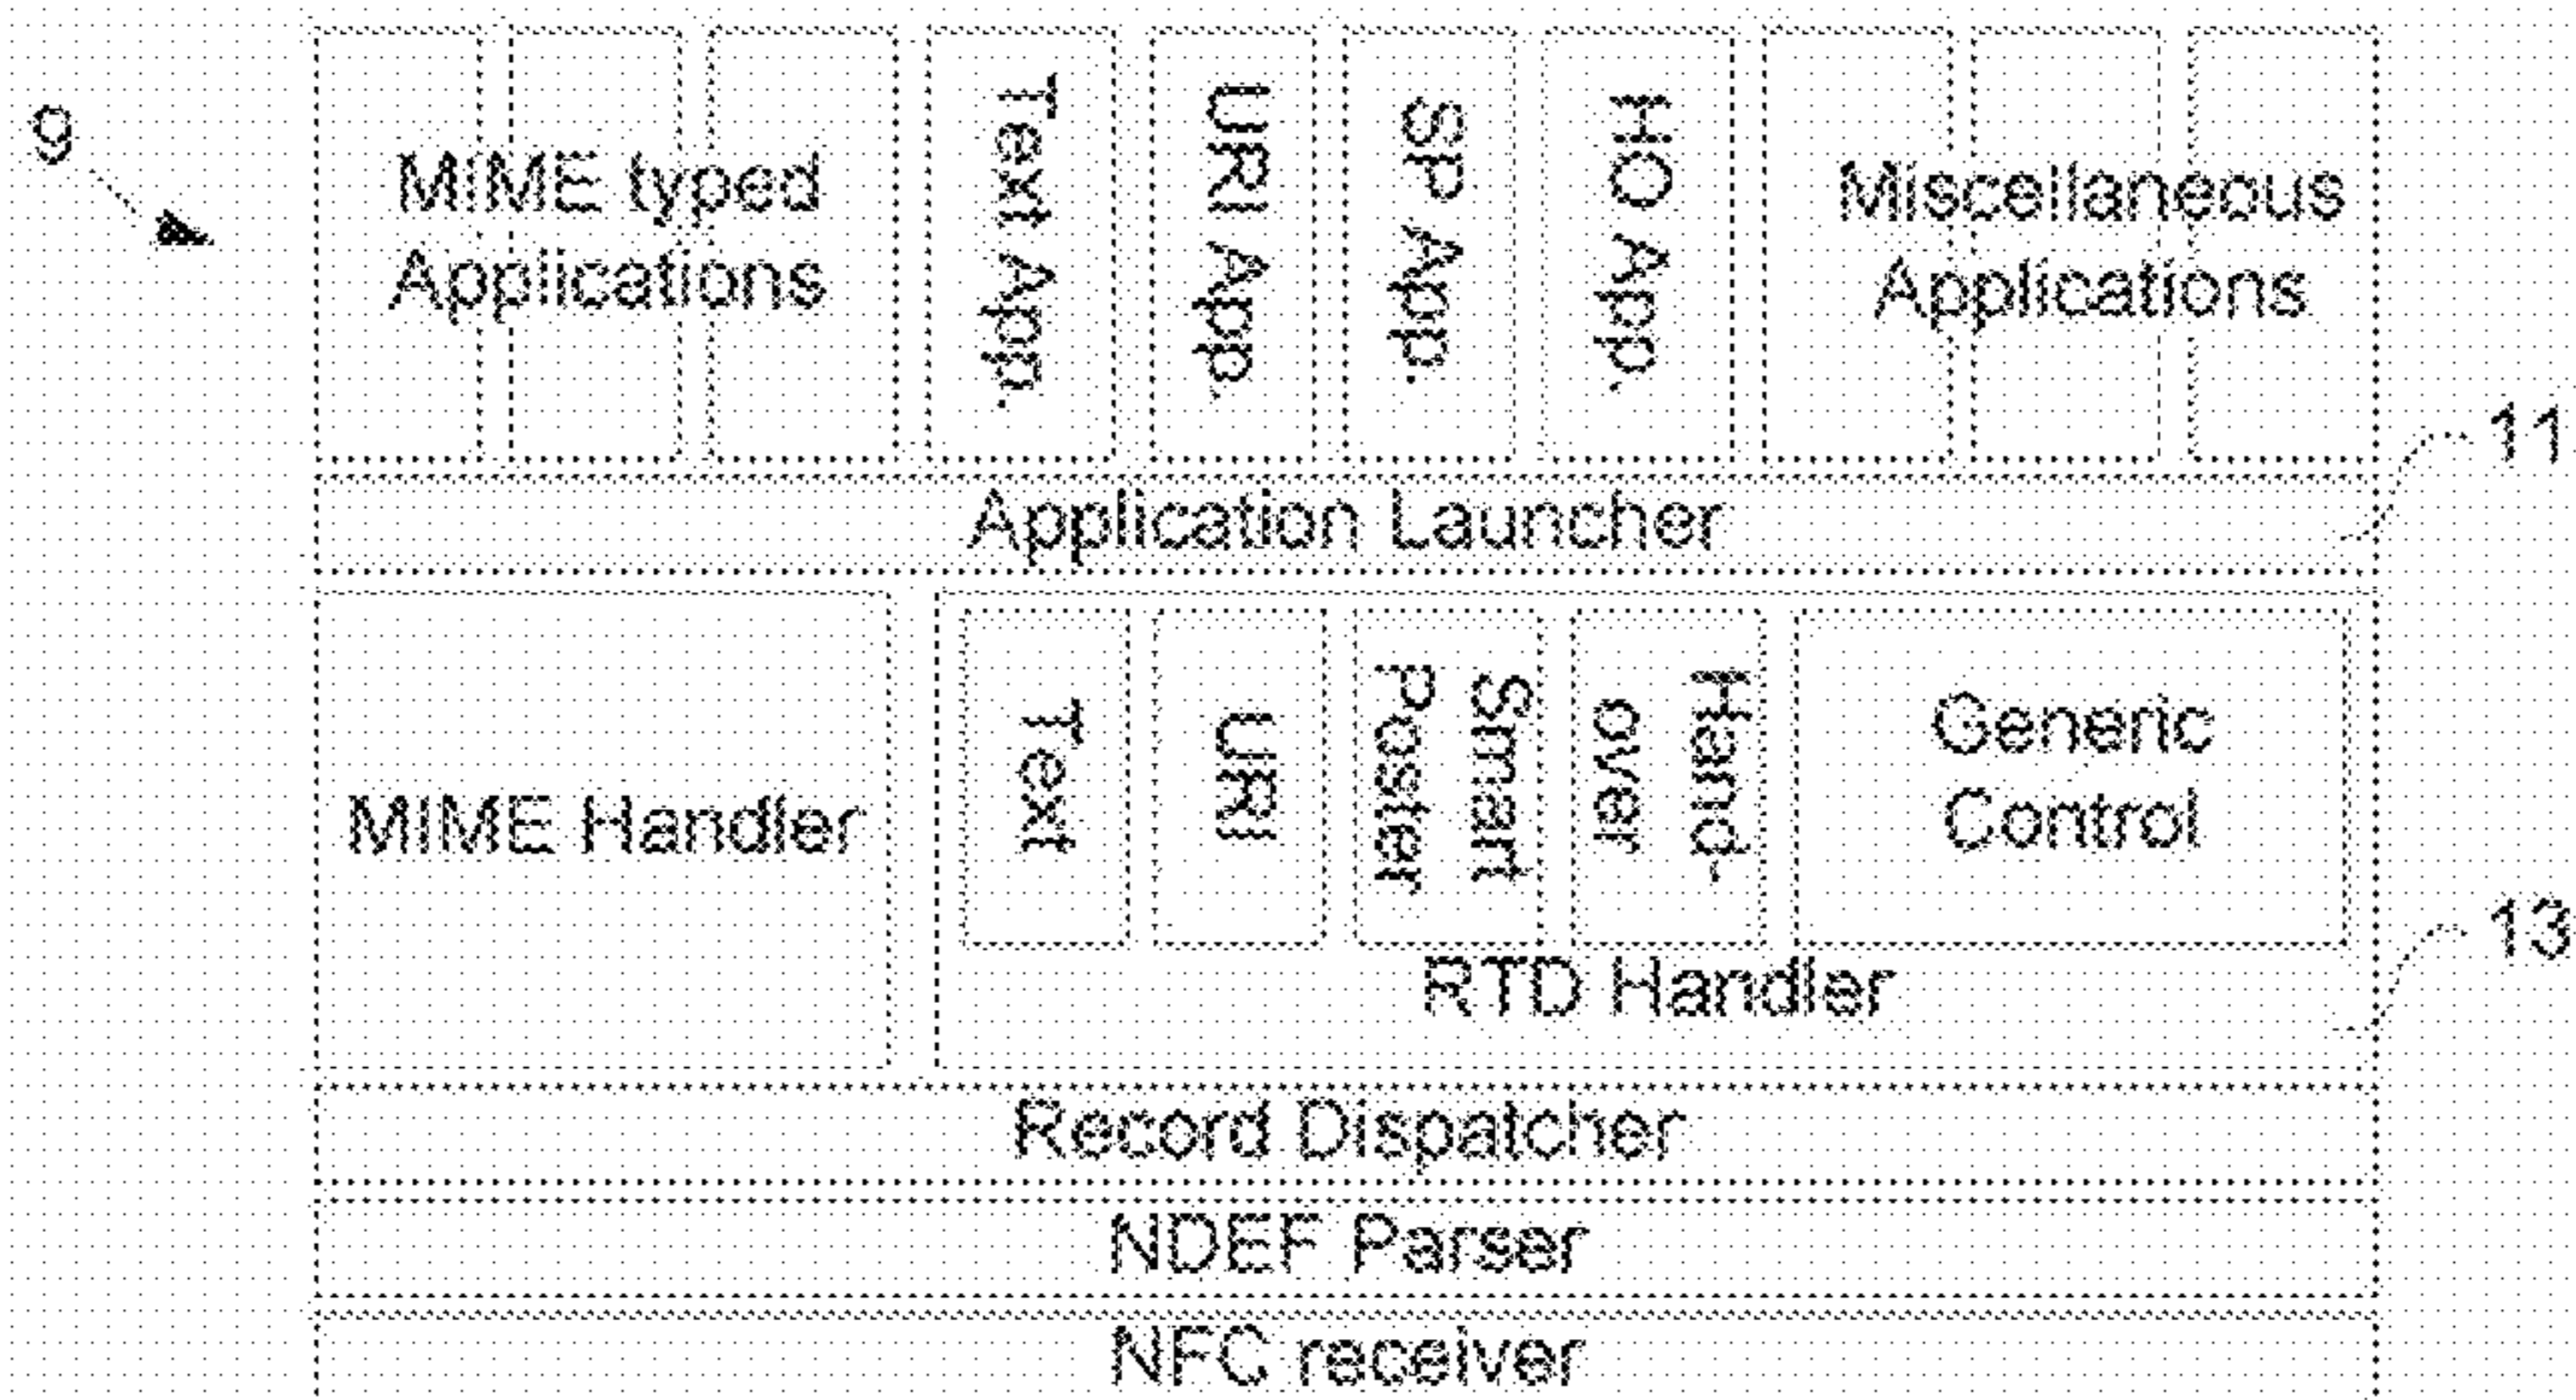 9
MIME typed
Applications
Text App.
URI App.
SP App.
HO App.
Miscellaneous
Applications
11
Application Launcher
MIME Handler
Text
URI
Smart
Poster
Hand-
over
Generic
Control
RTD Handler
13
Record Dispatcher
NDEF Parser
NFC receiver